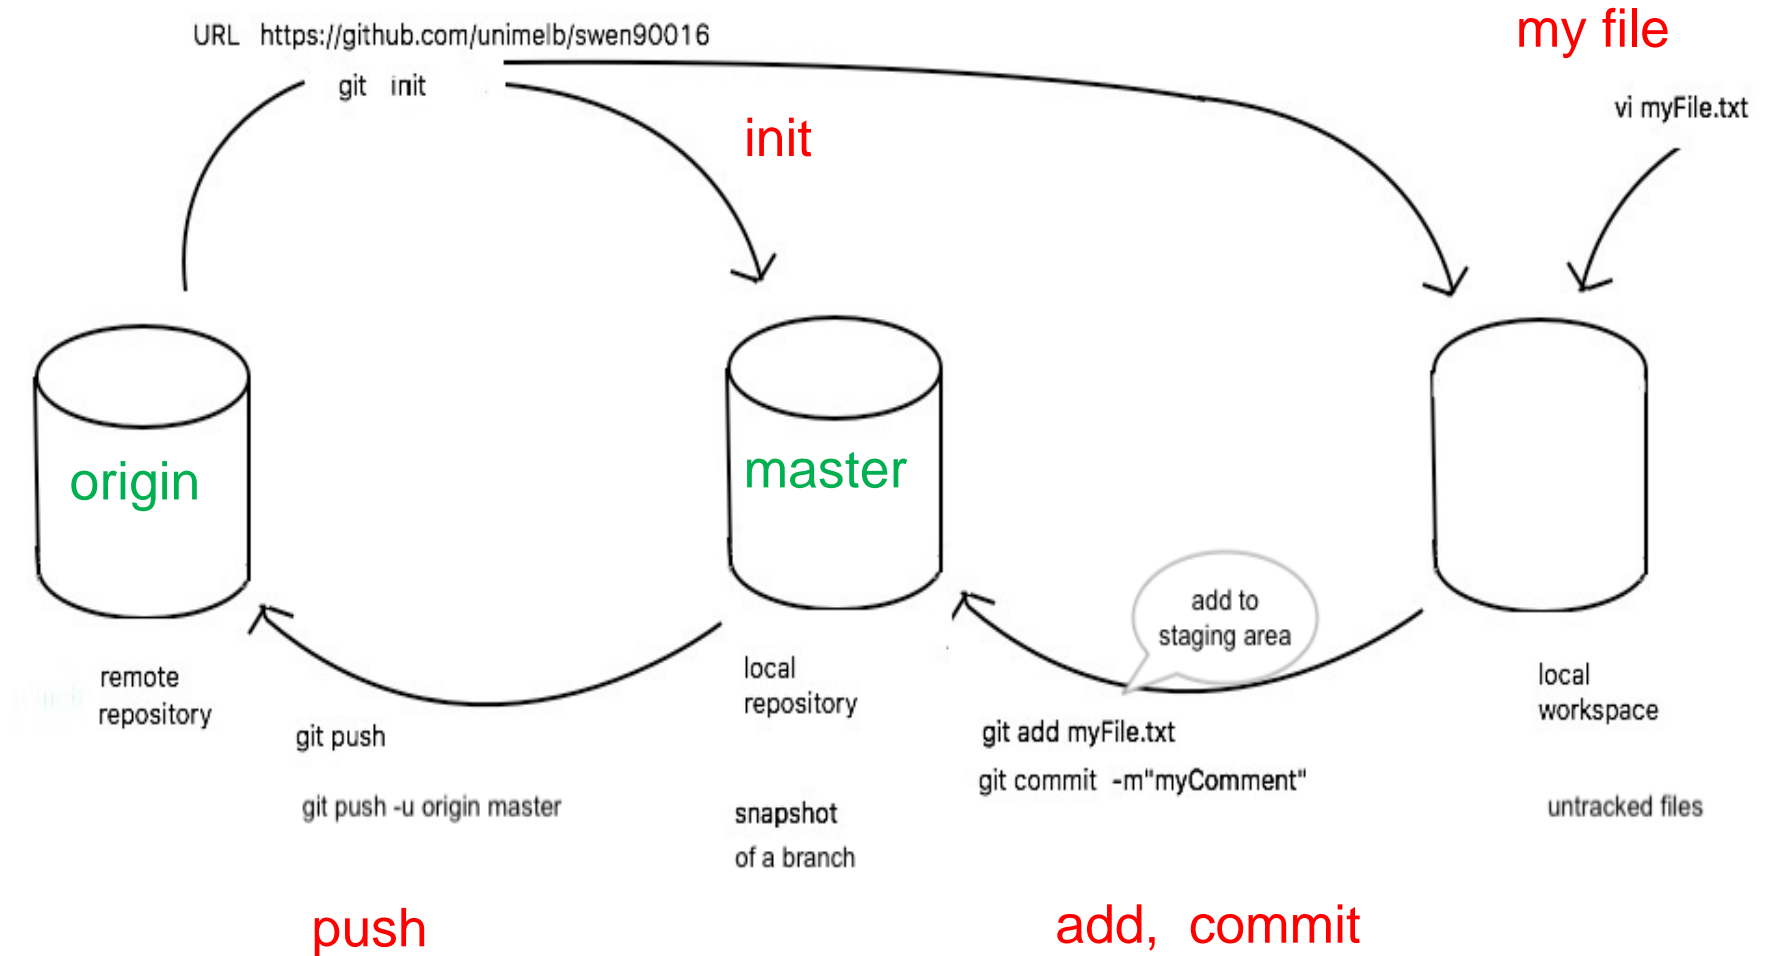 URL https://github.com/unimelb/swen90016
git init
my file
vi myFile.txt
init
origin
master
add to
staging area
remote
repository
local
repository
local
workspace
git push
git add myFile.txt
git commit -m"myComment"
git push -u origin master
snapshot
of a branch
untracked files
push
add, commit